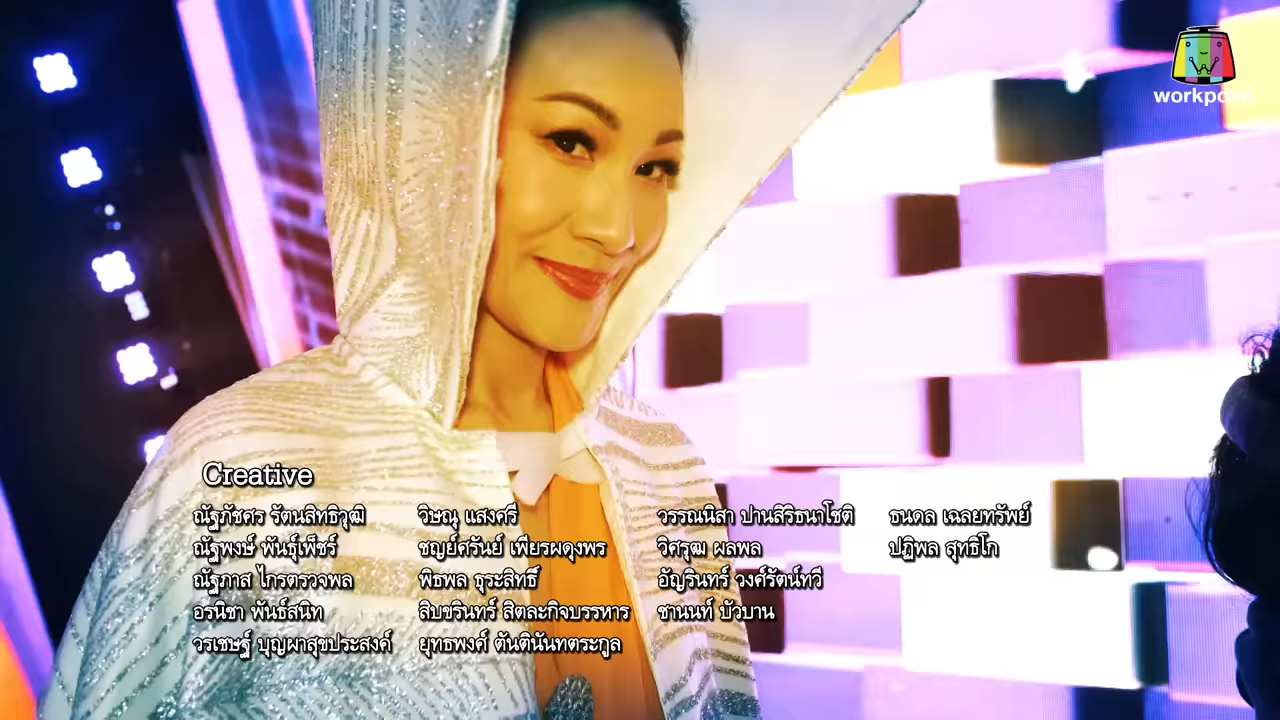 workpoint
Creative
ณัฐภัชศร รัตนสิทธิวุฒิ
ณัฐพงษ์ พันธุ์เพ็ชร์
ณัฐภาส ไกรตรวจพล
อรนิชา พันธ์สนิท
วรเชษฐ์ บุญผาสุขประสงค์
วิษณุ แสงศรี
ชญย์ศรันย์ เพียรผดุงพร
พิธพล ธุระสิทธิ์
สิบชรินทร์ สิตละกิจบรรหาร
ยุทธพงศ์ ตันตินันทตระกูล
วรรณนิสา ปานสิริธนาโชติ
วิศรุฒ ผลพล
อัญรินทร์ วงศ์รัตน์ทวี
ชานนท์ บัวบาน
ธนดล เฉลยทรัพย์
ปฏิพล สุทธิโก